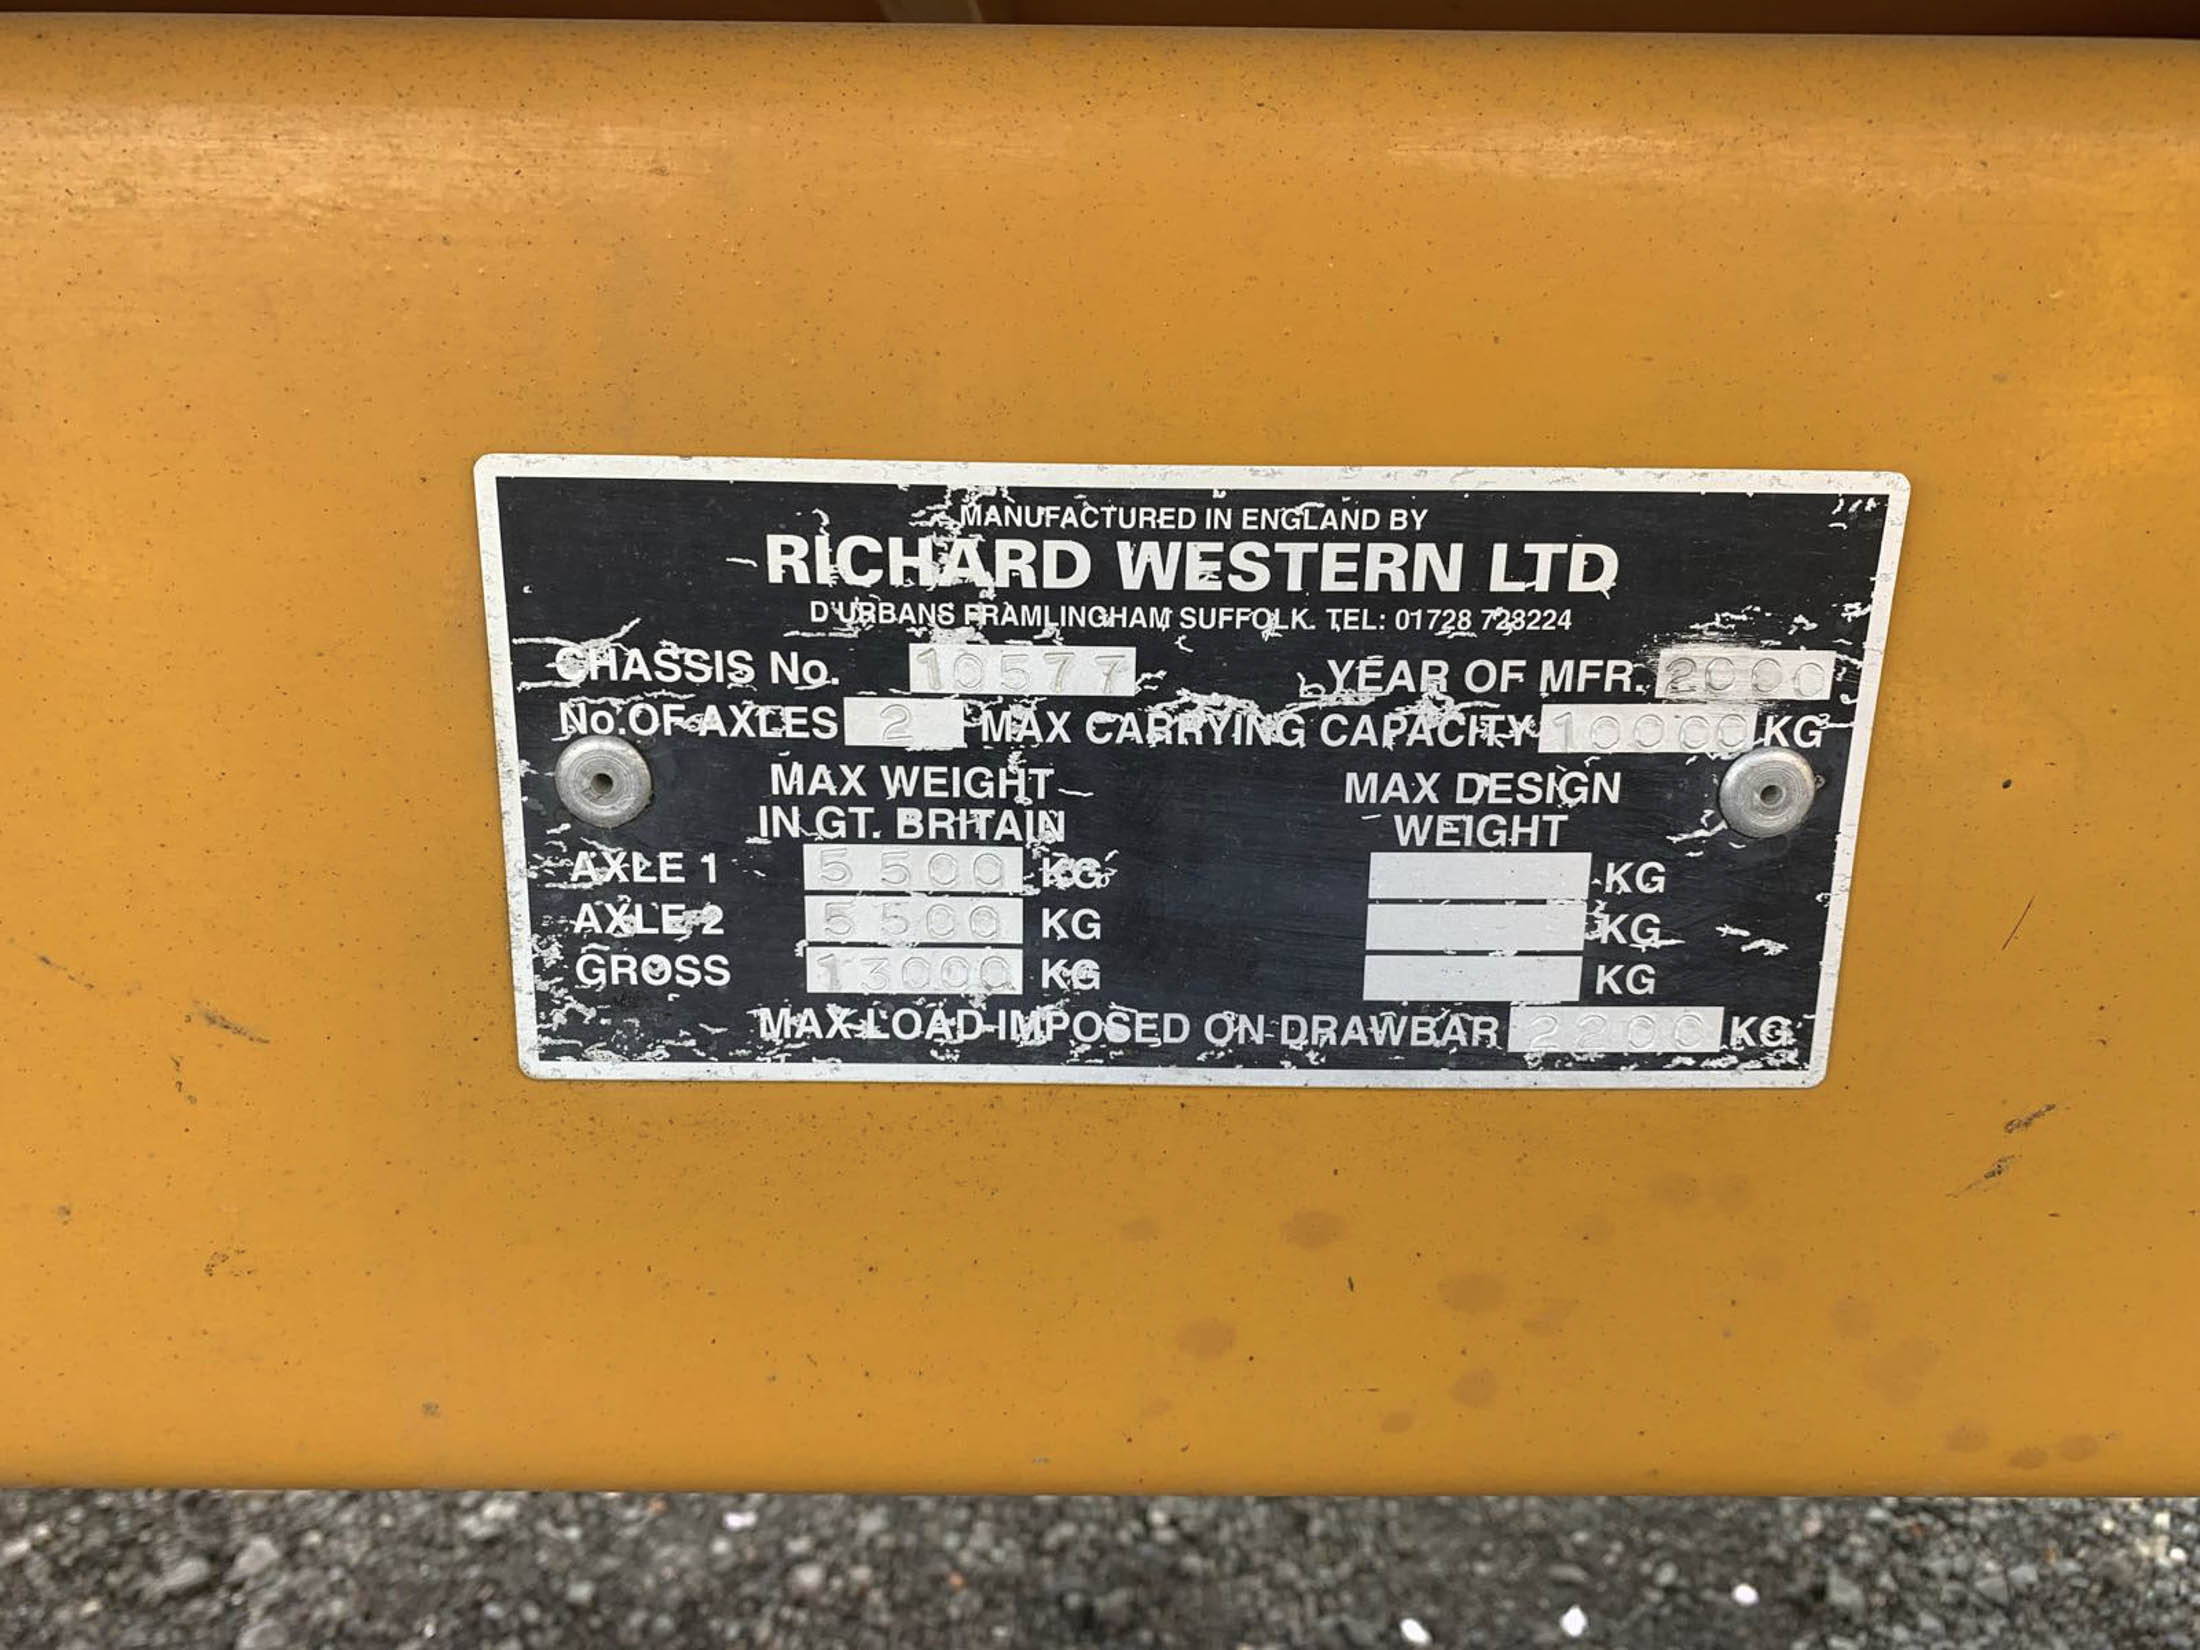 MANUFACTURED IN ENGLAND BY
RICHARD WESTERN LTD
D'URBANS FRAMLINGHAM SUFFOLK. TEL: 01728 723224
CHASSIS No. 10577 YEAR OF MFR. 2000
No. OF AXLES 2 MAX CARRYING CAPACITY 10000 KG
MAX WEIGHT MAX DESIGN
IN GT. BRITAIN WEIGHT
AXLE 1 5500 KG KG
AXLE 2 5500 KG KG
GROSS 13000 KG KG
MAX LOAD IMPOSED ON DRAWBAR 2200 KG